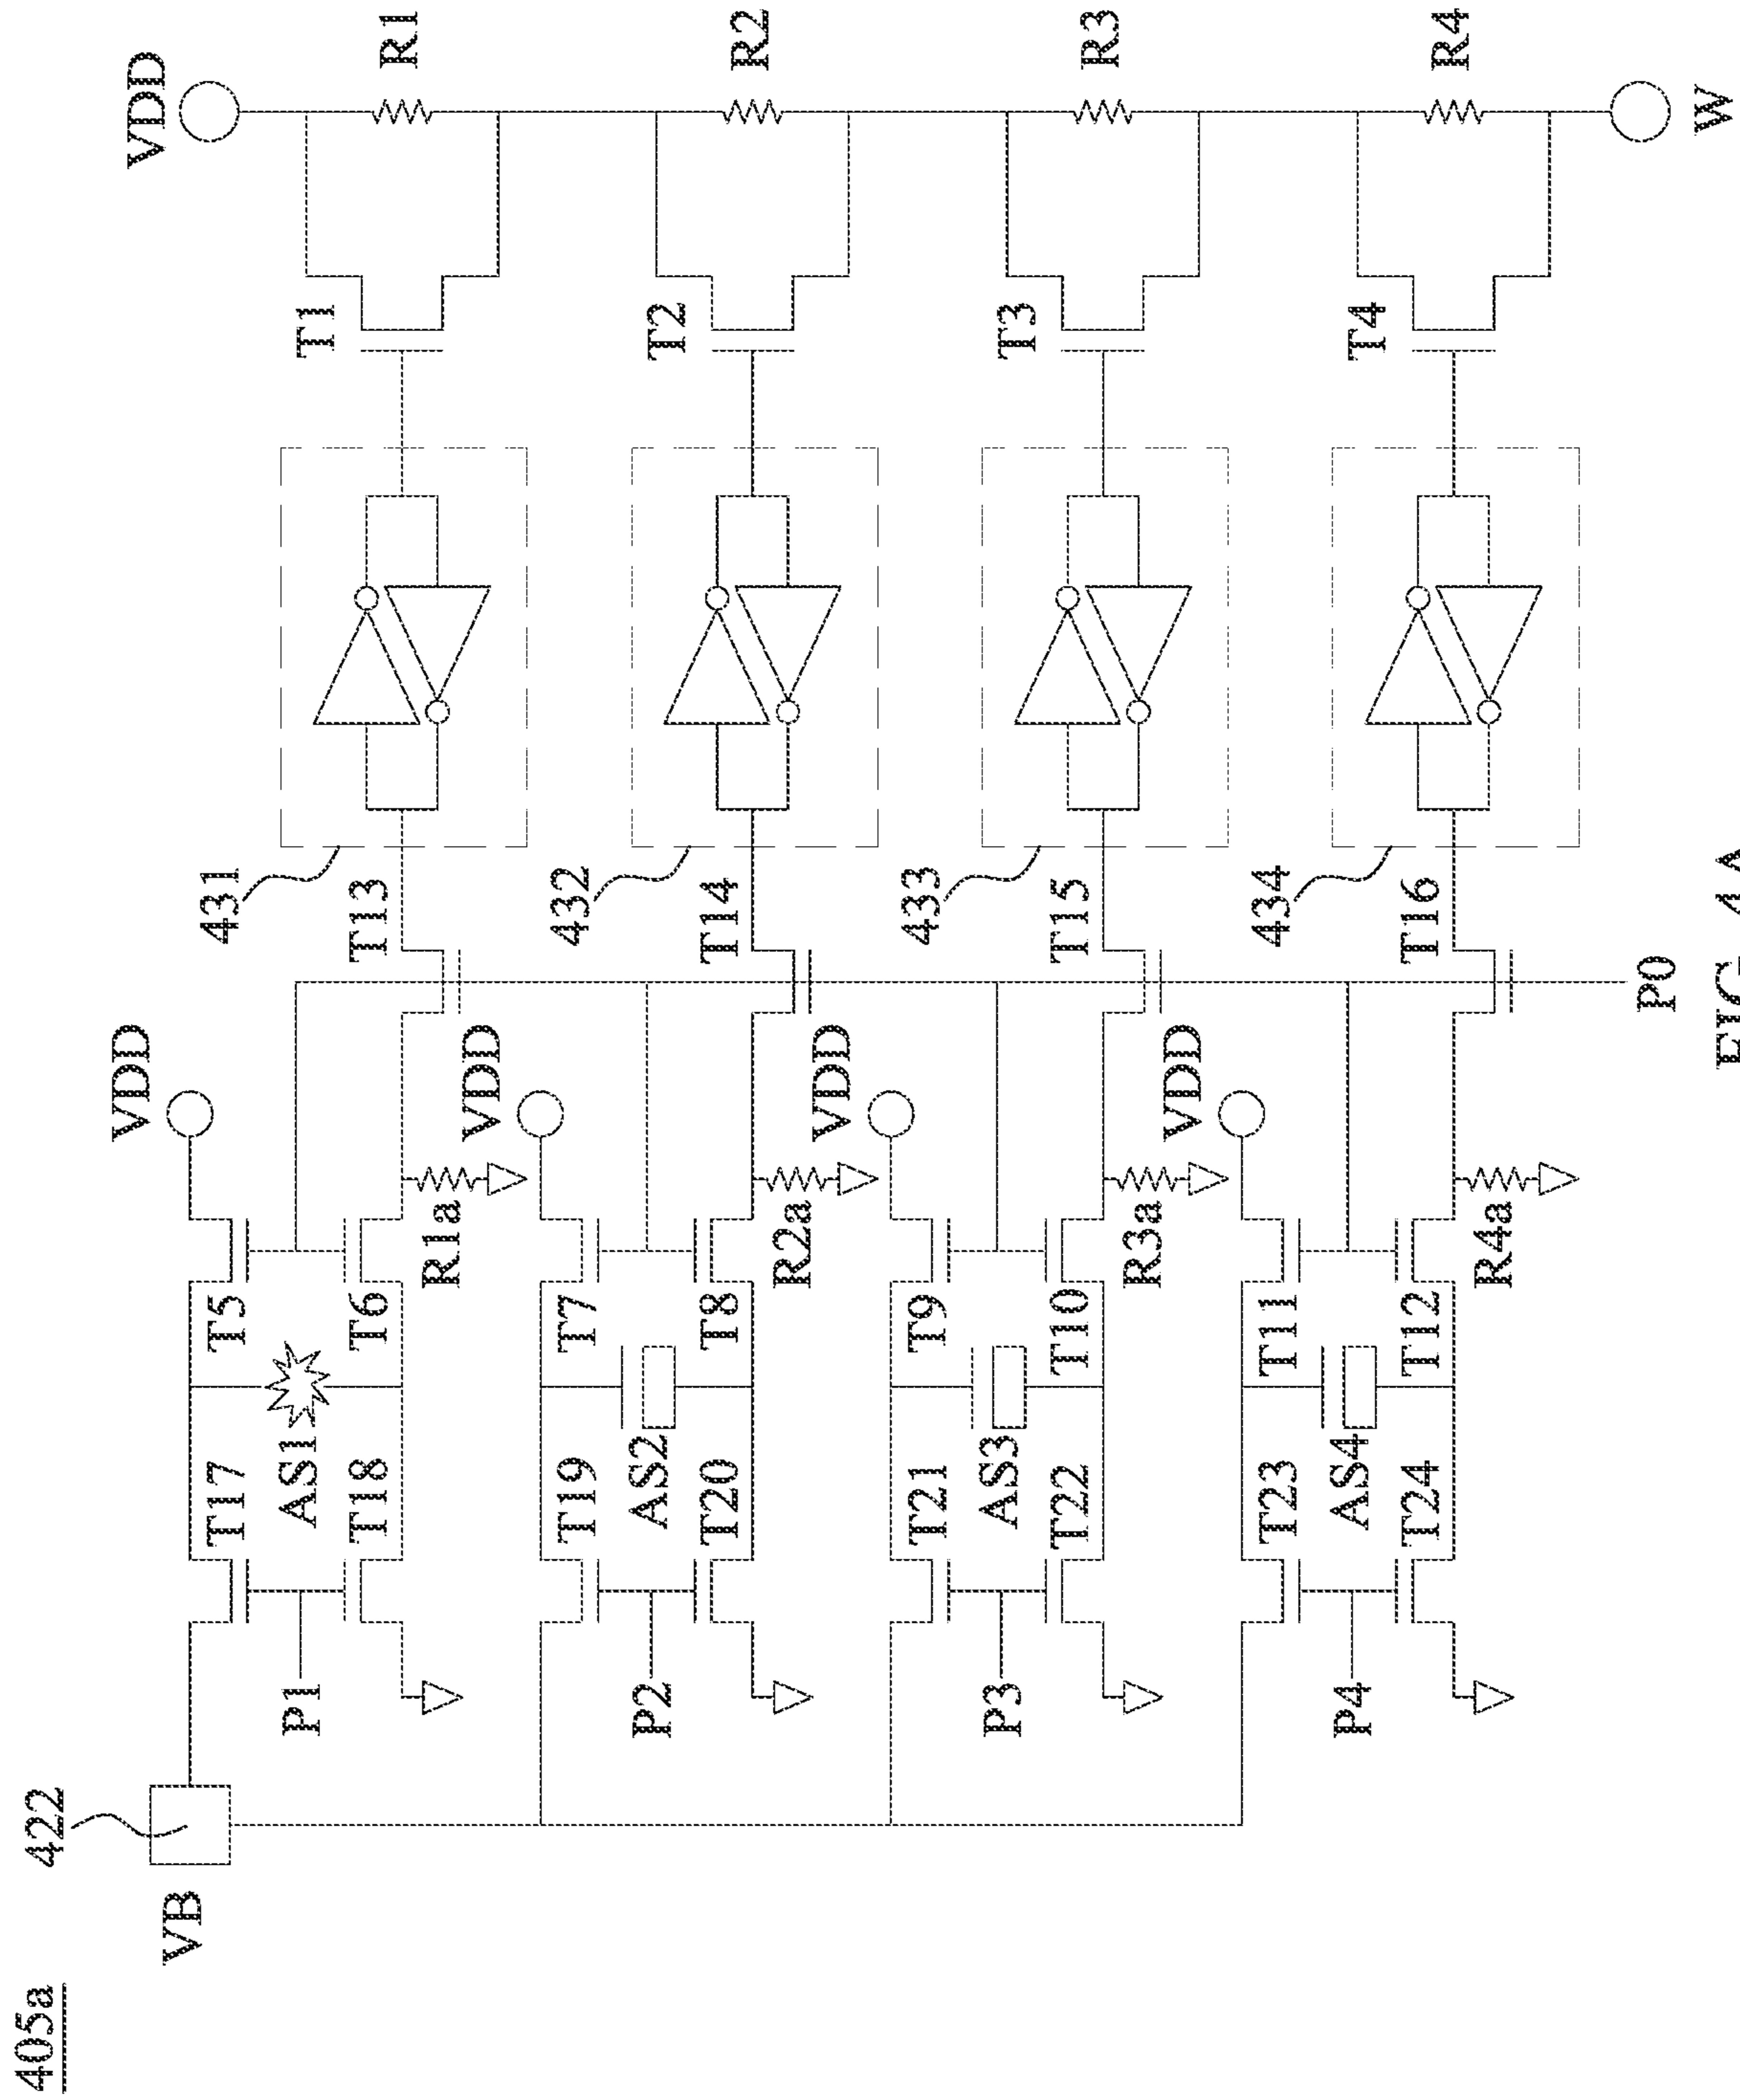 405a
VB
422
VDD
P1
T17
AS1
T18
T5
T6
R1a
T13
431
T1
VDD
R1
VDD
P2
T19
AS2
T20
T7
T8
R2a
T14
432
T2
R2
VDD
P3
T21
AS3
T22
T9
T10
R3a
T15
433
T3
R3
VDD
P4
T23
AS4
T24
T11
T12
R4a
T16
434
T4
R4
P0
W
FIG. 4A